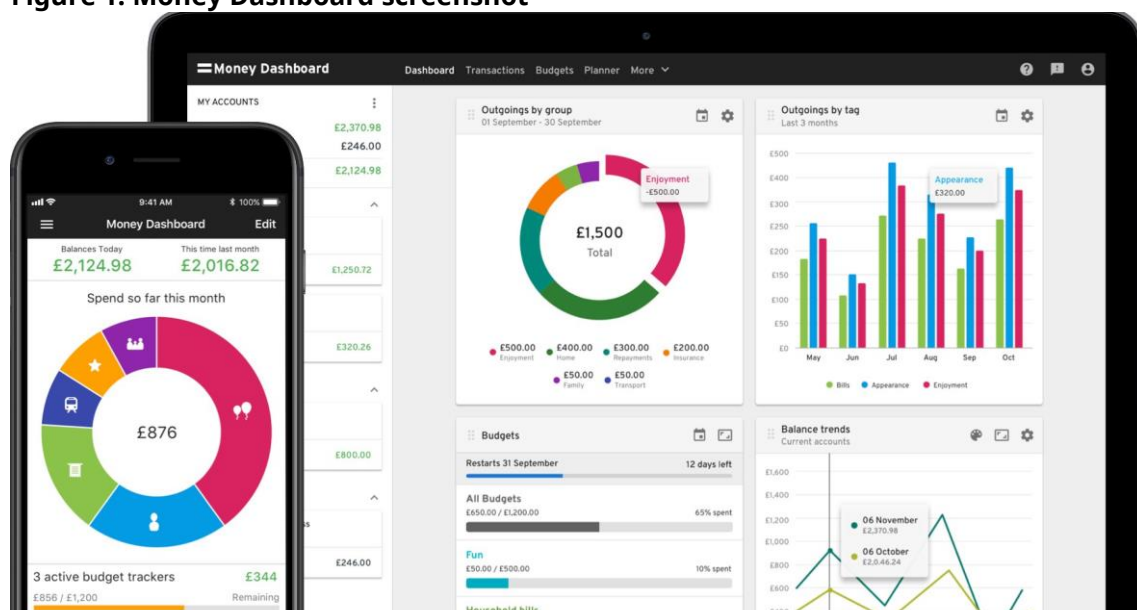 Figure 1: Money Dashboard screenshot
Money Dashboard
Dashboard Transactions Budgets Planner More
MY ACCOUNTS
£2,370.98
£246.00
£2,124.98
£1,250.72
£320.26
£800.00
ss
£246.00
9:41 AM 100%
Money Dashboard Edit
Balances Today This time last month
£2,124.98 £2,016.82
Spend so far this month
£876
3 active budget trackers £344
£856 / £1,200 Remaining
Outgoings by group
01 September - 30 September
Enjoyment
-£500.00
£1,500
Total
£500.00 £400.00 £300.00 £200.00
Enjoyment Home Repayments Insurance
£50.00 £50.00
Family Transport
Outgoings by tag
Last 3 months
£500
£400
£300
£250
£200
£150
£100
£50
£0
Appearance
£320.00
May Jun Jul Aug Sep Oct
Bills Appearance Enjoyment
Budgets
Restarts 31 September 12 days left
All Budgets
£650.00 / £1,200.00 65% spent
Fun
£50.00 / £500.00 10% spent
Household bills
Balance trends
Current accounts
£1,600
£1,400
£1,200
£1,000
£800
£600
06 November
£2,370.98
06 October
£2,0.46.24